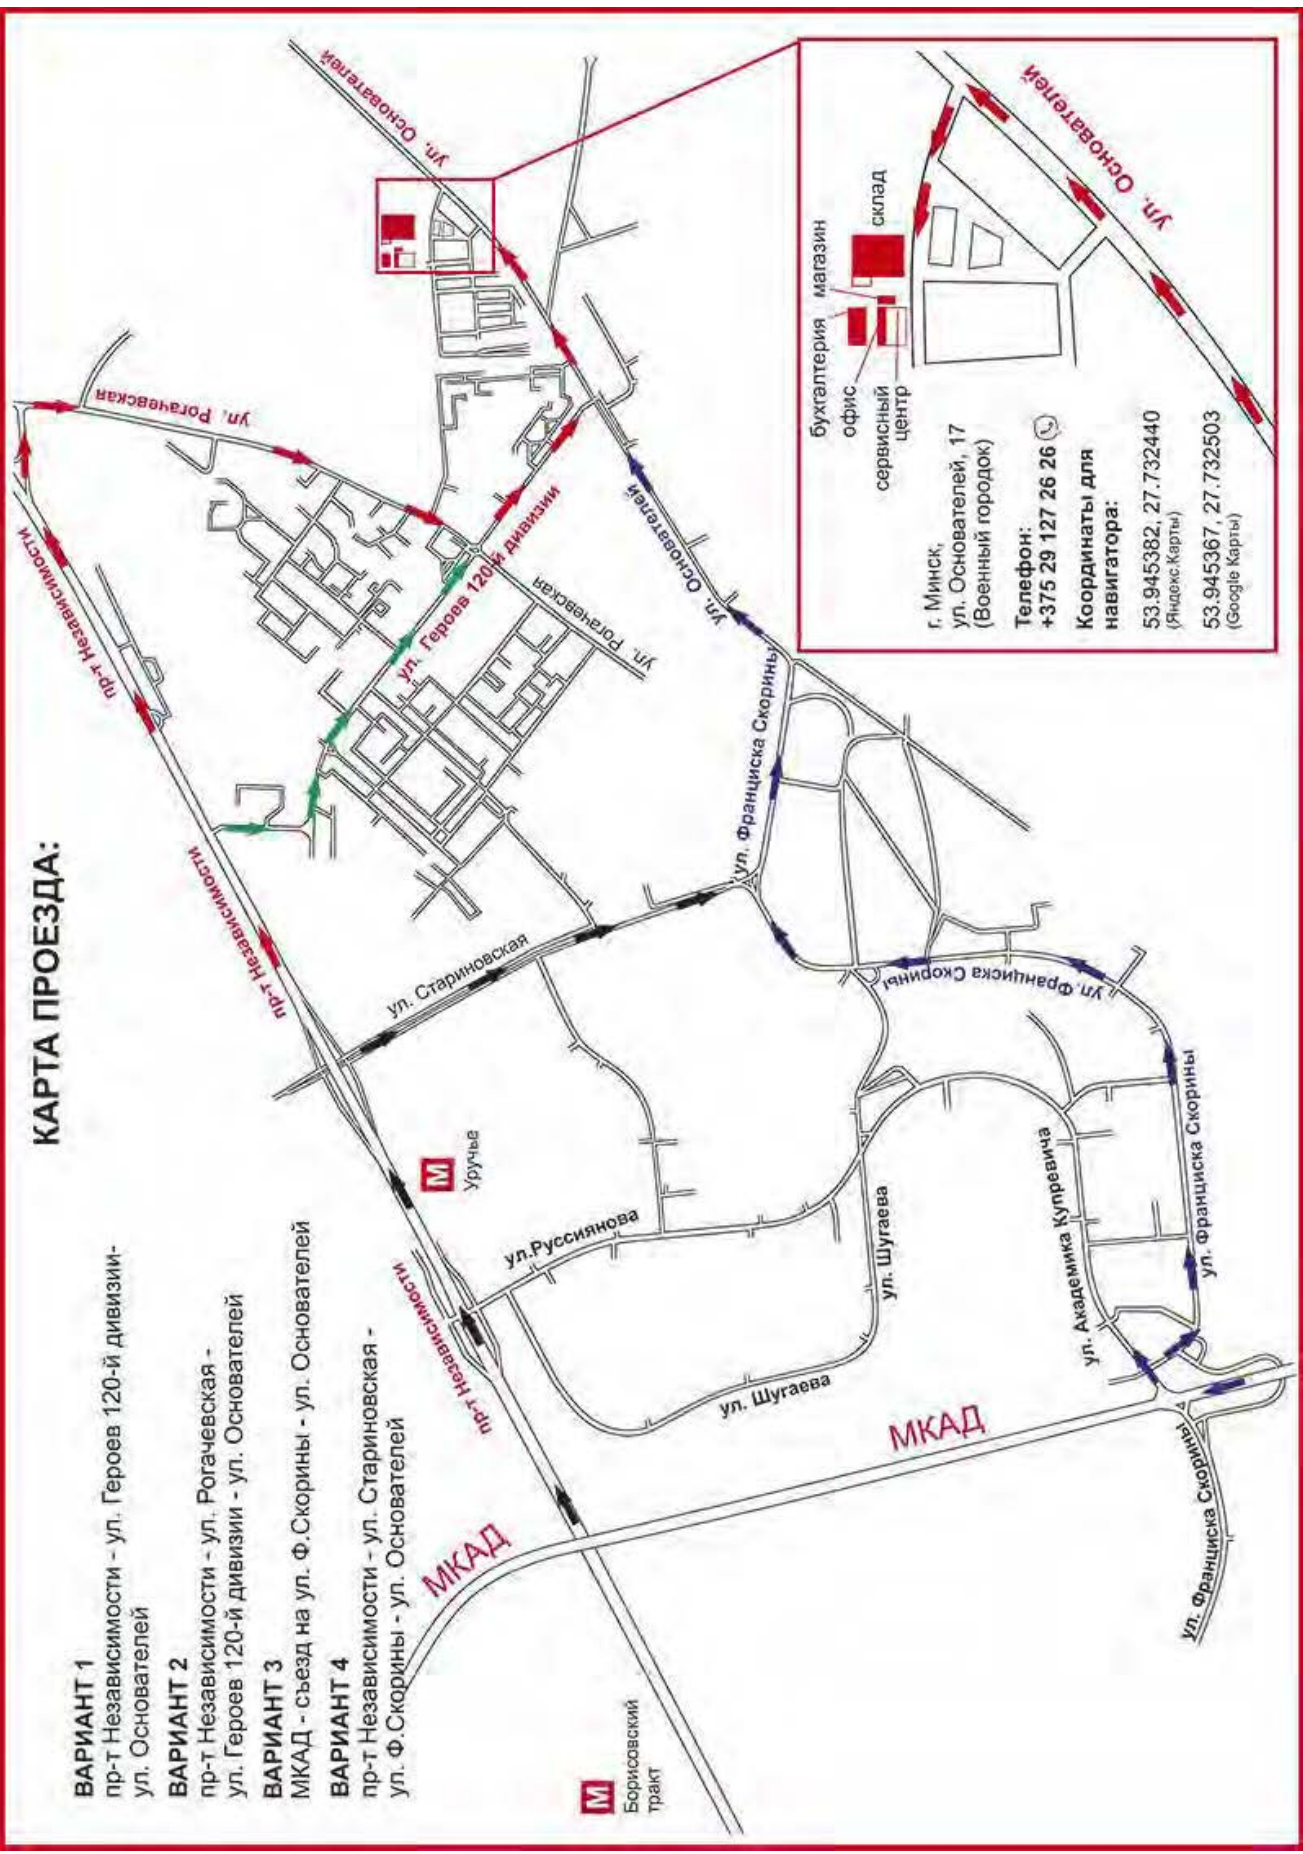 КАРТА ПРОЕЗДА:
ВАРИАНТ 1
пр-т Независимости - ул. Героев 120-й дивизии-
ул. Основателей
ВАРИАНТ 2
пр-т Независимости - ул. Рогачевская -
ул. Героев 120-й дивизии - ул. Основателей
ВАРИАНТ 3
МКАД - съезд на ул. Ф.Скорины - ул. Основателей
ВАРИАНТ 4
пр-т Независимости - ул. Стариновская -
ул. Ф.Скорины - ул. Основателей
пр-т Независимости
пр-т Независимости
пр-т Независимости
ул. Рогачевская
ул. Рогачевская
ул. Героев 120-й дивизии
ул. Основателей
ул. Основателей
ул. Стариновская
М
Уручье
М
Борисовский
тракт
МКАД
МКАД
ул.Руссиянова
ул. Шугаева
ул. Шугаева
ул. Академика Купревича
ул. Франциска Скорины
ул. Франциска Скорины
ул. Франциска Скорины
ул. Франциска Скорины
бухгалтерия
магазин
офис
склад
сервисный
центр
ул. Основателей
ул. Основателей
г. Минск,
ул. Основателей, 17
(Военный городок)
Телефон:
+375 29 127 26 26
Координаты для
навигатора:
53.945382, 27.732440
(Яндекс.Карты)
53.945367, 27.732503
(Google Карты)